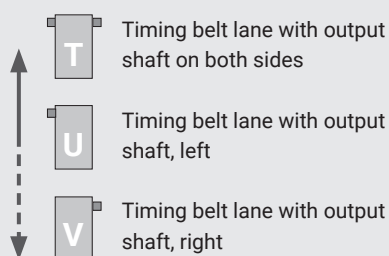 T
Timing belt lane with output
shaft on both sides
U
Timing belt lane with output
shaft, left
V
Timing belt lane with output
shaft, right